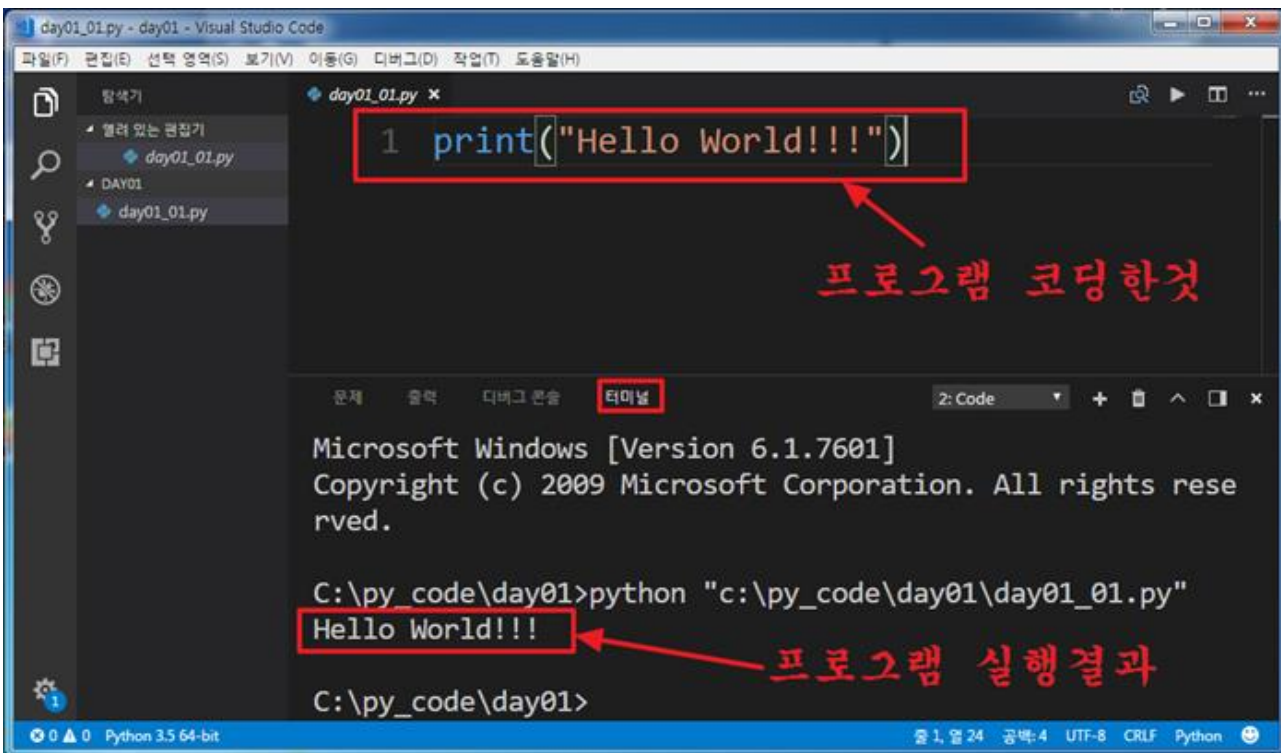 day01_01.py - day01 - Visual Studio Code
파일(F) 편집(E) 선택 영역(S) 보기(V) 이동(G) 디버그(D) 작업(T) 도움말(H)
탐색기
day01_01.py
열려 있는 편집기
day01_01.py
DAY01
day01_01.py
1 print("Hello World!!!")
프로그램 코딩한것
문제 출력 디버그 콘솔 터미널 2: Code
Microsoft Windows [Version 6.1.7601]
Copyright (c) 2009 Microsoft Corporation. All rights rese
rved.
C:\py_code\day01>python "c:\py_code\day01\day01_01.py"
Hello World!!!
프로그램 실행결과
C:\py_code\day01>
1
0 0 Python 3.5 64-bit 줄 1, 열 24 공백: 4 UTF-8 CRLF Python